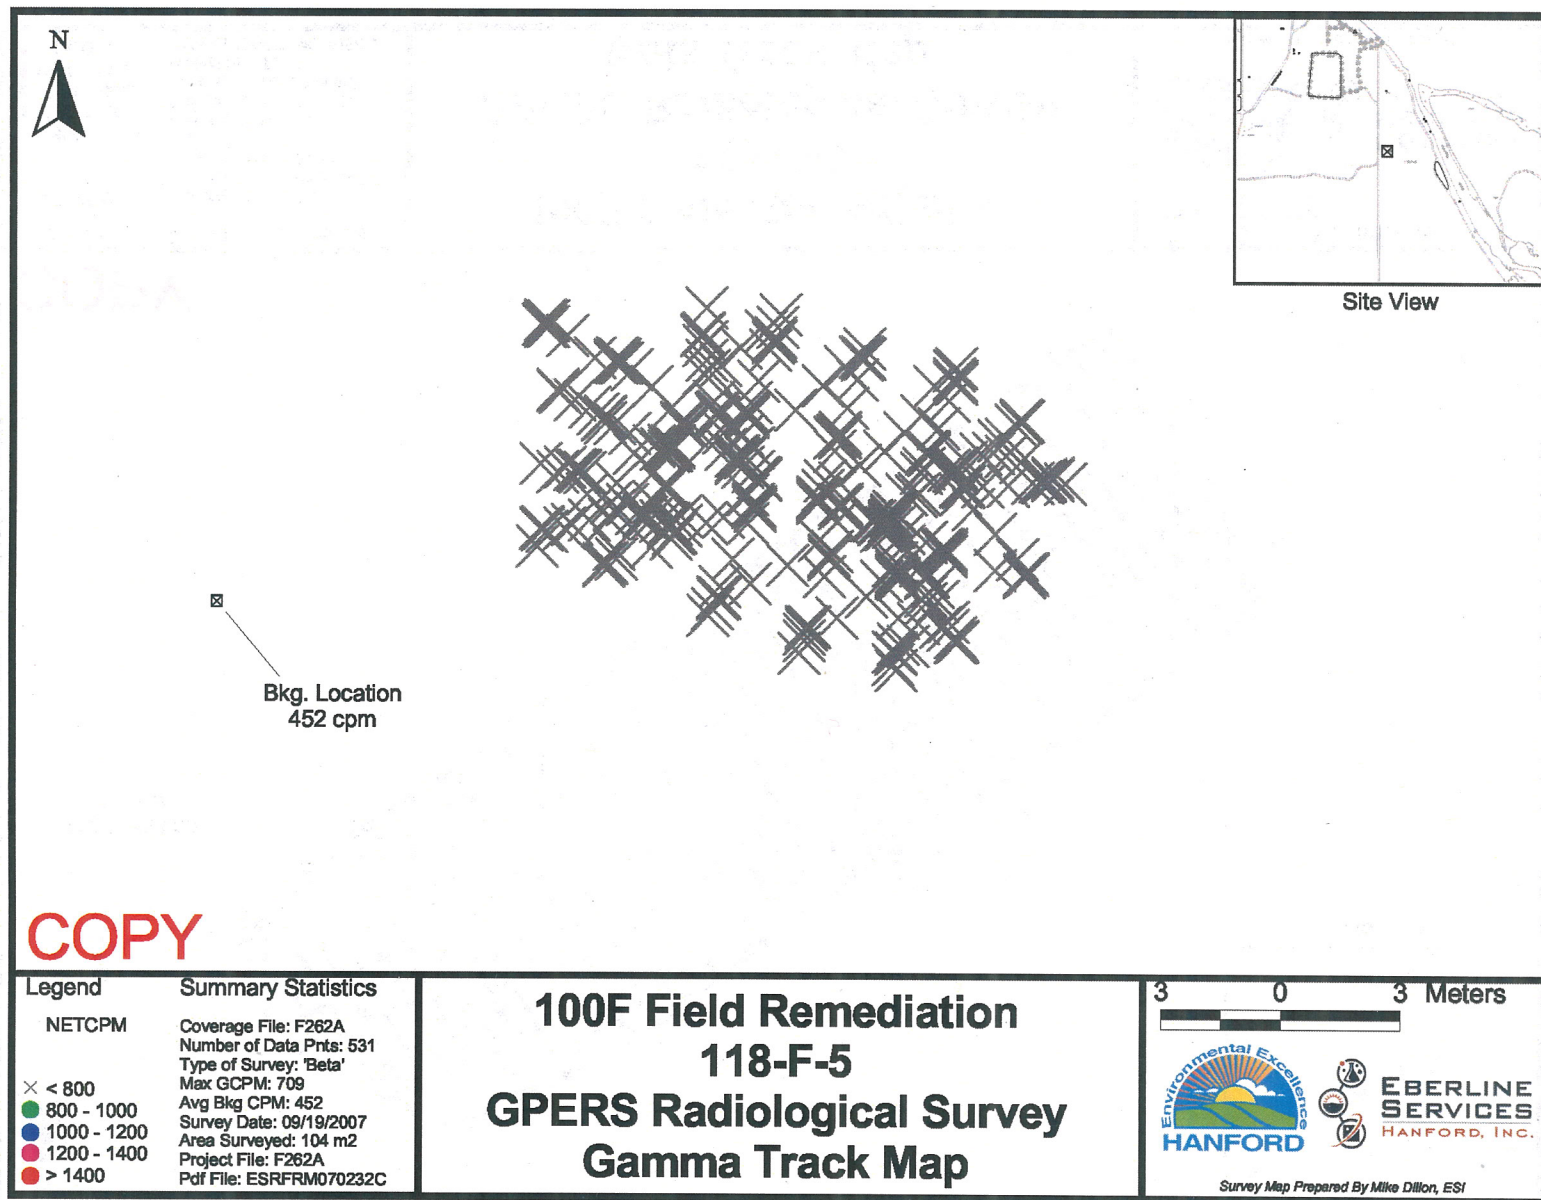 N
Site View
Bkg. Location
452 cpm
COPY
Legend
NETCPM
< 800
800 - 1000
1000 - 1200
1200 - 1400
> 1400
Summary Statistics
Coverage File: F262A
Number of Data Pnts: 531
Type of Survey: 'Beta'
Max GCPM: 709
Avg Bkg CPM: 452
Survey Date: 09/19/2007
Area Surveyed: 104 m2
Project File: F262A
Pdf File: ESRFRM070232C
100F Field Remediation
118-F-5
GPERS Radiological Survey
Gamma Track Map
3 0 3 Meters
Environmental Excellence
HANFORD
EBERLINE
SERVICES
HANFORD, INC.
Survey Map Prepared By Mike Dillon, ESI